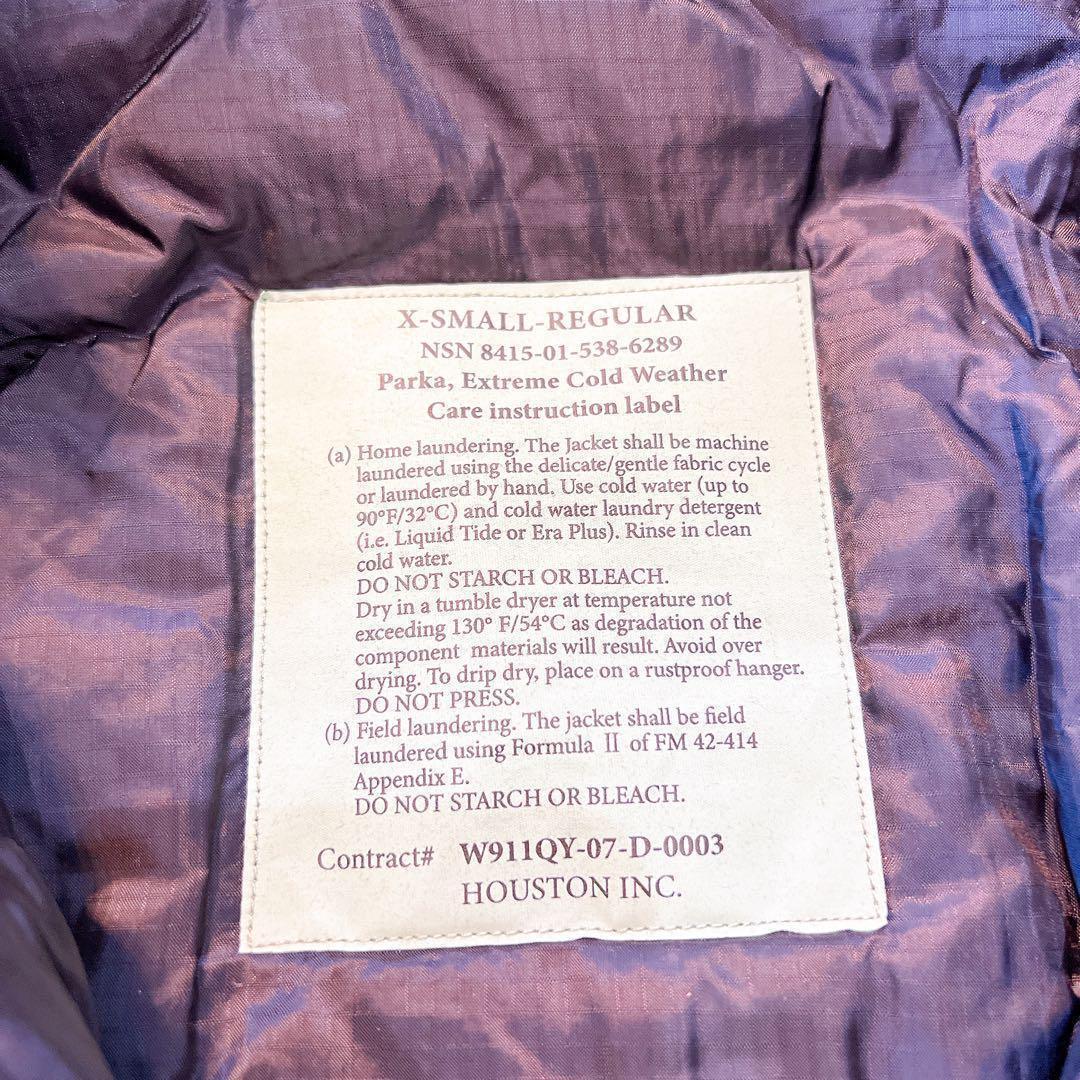 X-SMALL-REGULAR
NSN 8415-01-538-6289
Parka, Extreme Cold Weather
Care instruction label
(a) Home laundering. The Jacket shall be machine
laundered using the delicate/gentle fabric cycle
or laundered by hand. Use cold water (up to
90°F/32°C) and cold water laundry detergent
(i.e. Liquid Tide or Era Plus). Rinse in clean
cold water.
DO NOT STARCH OR BLEACH.
Dry in a tumble dryer at temperature not
exceeding 130° F/54°C as degradation of the
component materials will result. Avoid over
drying. To drip dry, place on a rustproof hanger.
DO NOT PRESS.
(b) Field laundering. The jacket shall be field
laundered using Formula II of FM 42-414
Appendix E.
DO NOT STARCH OR BLEACH.
Contract# W911QY-07-D-0003
HOUSTON INC.